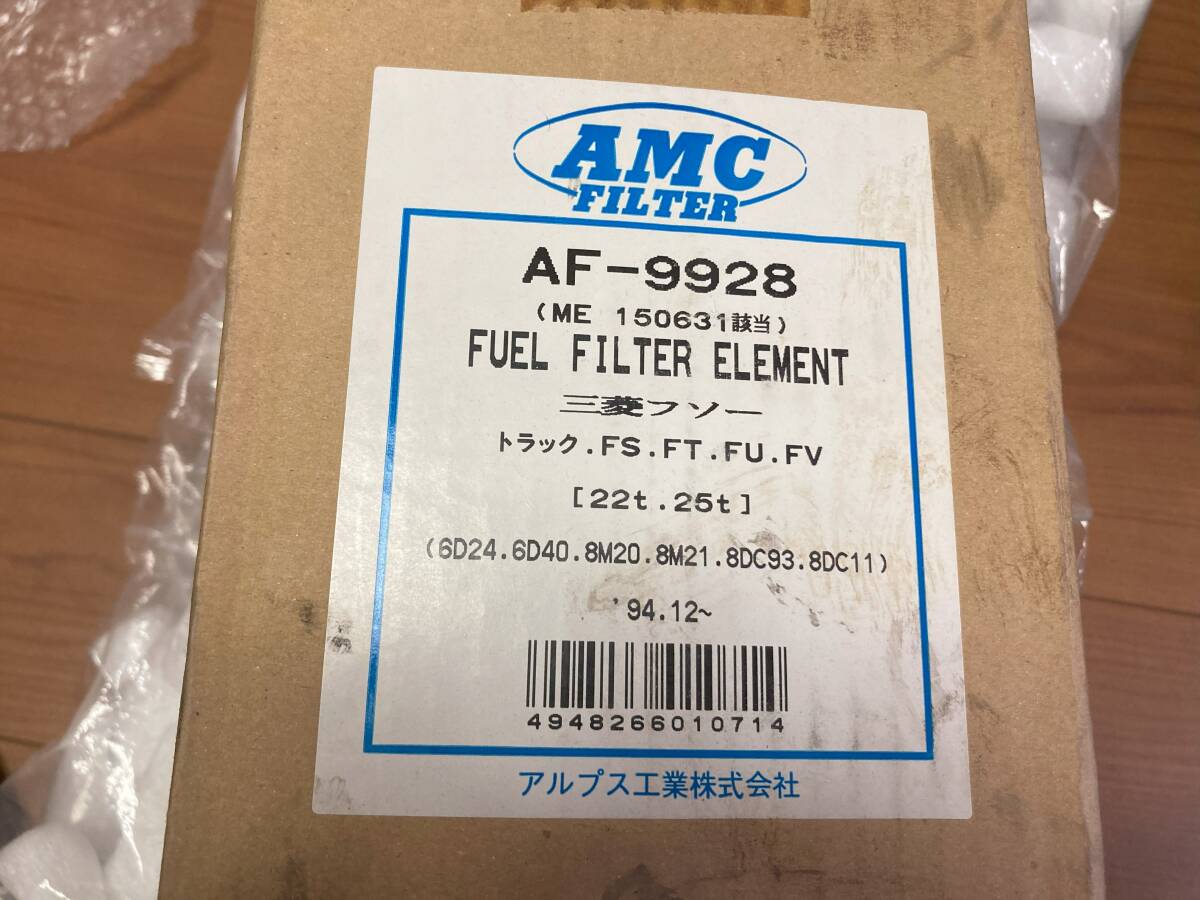 AMC
FILTER
AF-9928
(ME 150631該当)
FUEL FILTER ELEMENT
三菱フソー
トラック.FS.FT.FU.FV
[22t.25t]
(6D24.6D40.8M20.8M21.8DC93.8DC11)
'94.12~
4948266010714
アルプス工業株式会社